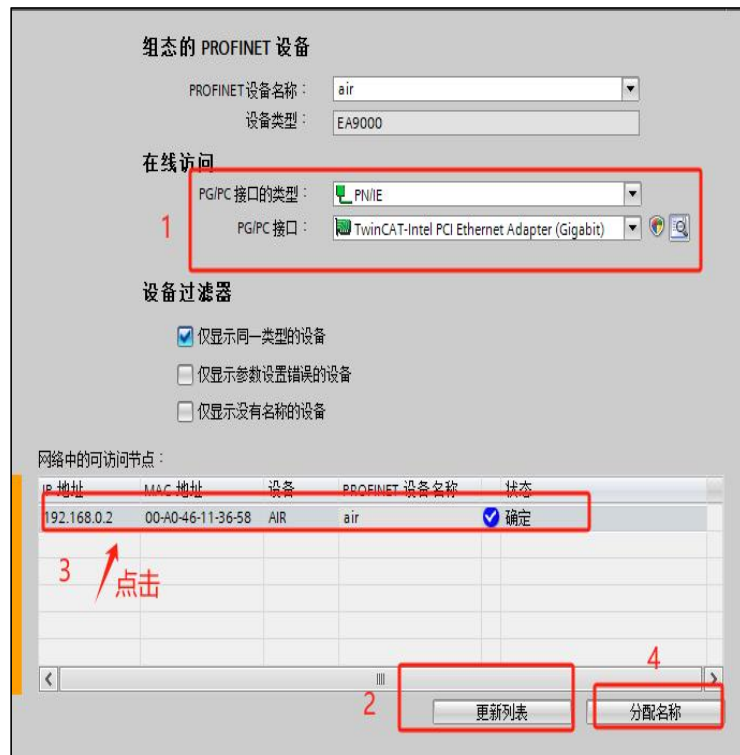 组态的 PROFINET 设备
PROFINET设备名称： air
设备类型： EA9000
在线访问
PG/PC 接口的类型： PN/IE
1 PG/PC 接口： TwinCAT-Intel PCI Ethernet Adapter (Gigabit)
设备过滤器
仅显示同一类型的设备
仅显示参数设置错误的设备
仅显示没有名称的设备
网络中的可访问节点：
IP 地址 MAC 地址 设备 PROFINET 设备名称 状态
192.168.0.2 00-A0-46-11-36-58 AIR air 确定
3 点击
4
2 更新列表 分配名称